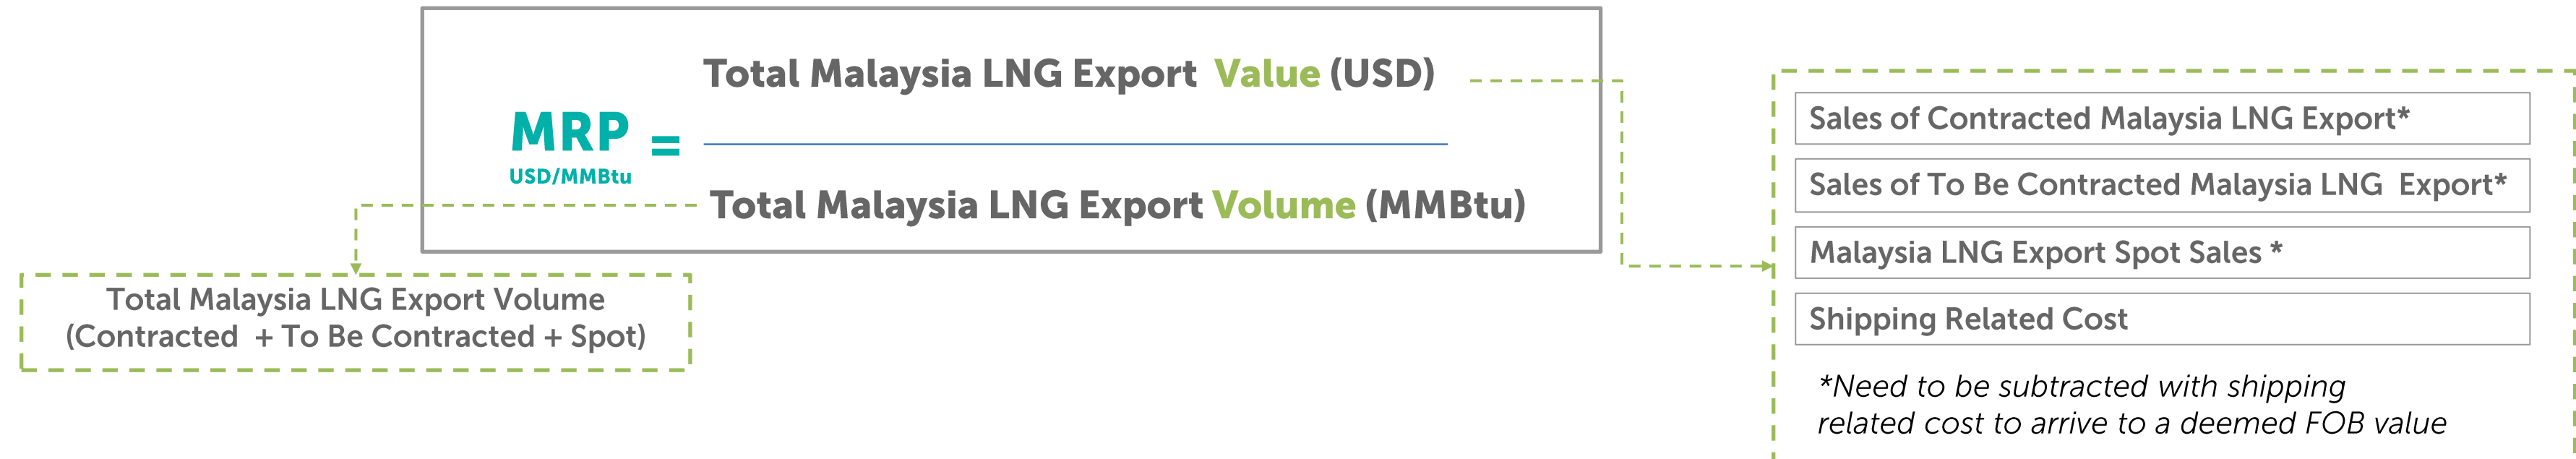 Total Malaysia LNG Export Value (USD)
MRP =
USD/MMBtu
Total Malaysia LNG Export Volume (MMBtu)
Total Malaysia LNG Export Volume
(Contracted + To Be Contracted + Spot)
Sales of Contracted Malaysia LNG Export*
Sales of To Be Contracted Malaysia LNG Export*
Malaysia LNG Export Spot Sales *
Shipping Related Cost
*Need to be subtracted with shipping
related cost to arrive to a deemed FOB value